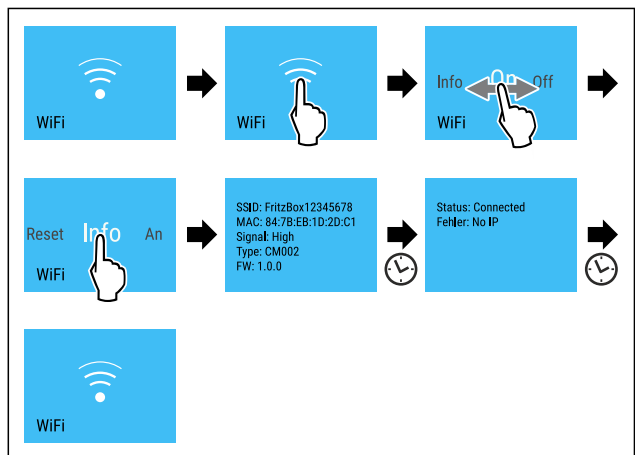 WiFi
WiFi
Info On Off
WiFi
Reset Info An
WiFi
SSID: FritzBox12345678
MAC: 84:7B:EB:1D:2D:C1
Signal: High
Type: CM002
FW: 1.0.0
Status: Connected
Fehler: No IP
WiFi